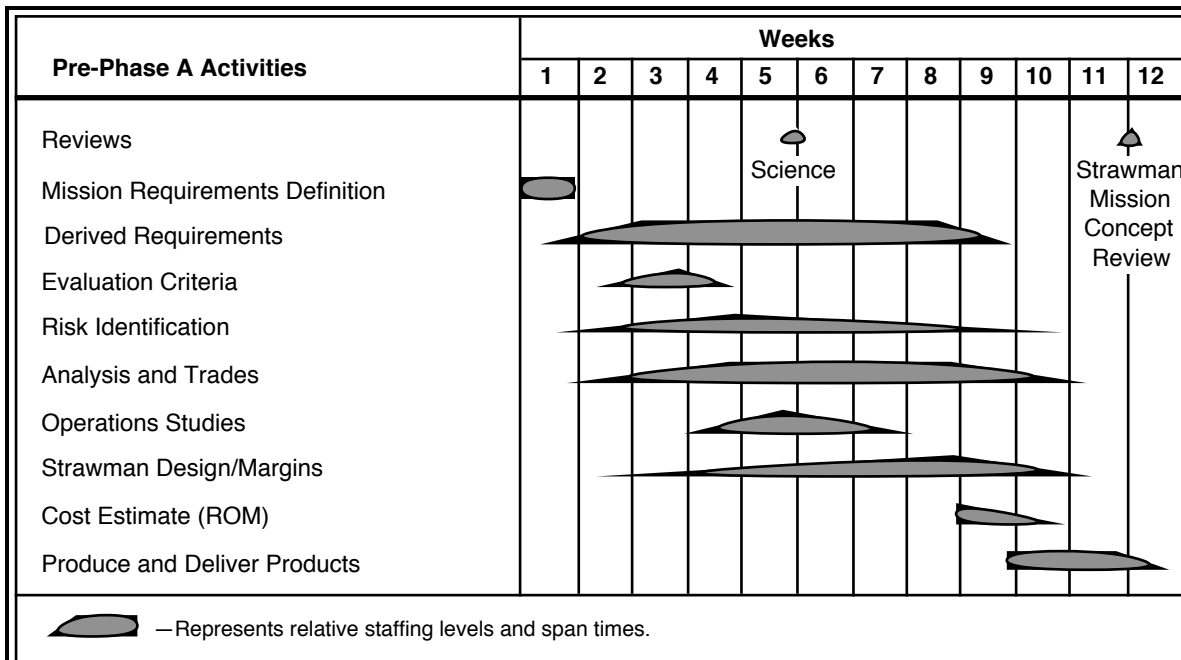 Weeks
Pre-Phase A Activities
1 2 3 4 5 6 7 8 9 10 11 12
Reviews
Science
Strawman
Mission
Concept
Review
Mission Requirements Definition
Derived Requirements
Evaluation Criteria
Risk Identification
Analysis and Trades
Operations Studies
Strawman Design/Margins
Cost Estimate (ROM)
Produce and Deliver Products
—Represents relative staffing levels and span times.